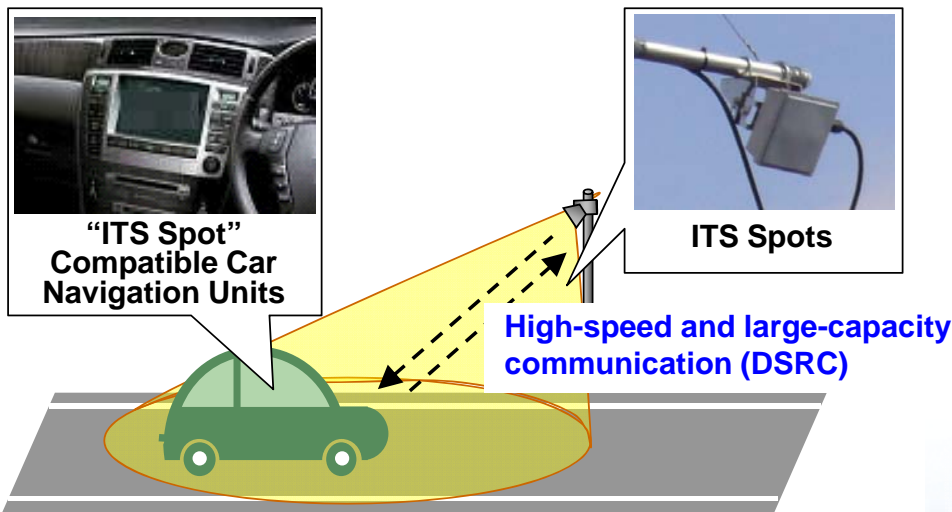 “ITS Spot”
Compatible Car
Navigation Units
ITS Spots
High-speed and large-capacity
communication (DSRC)